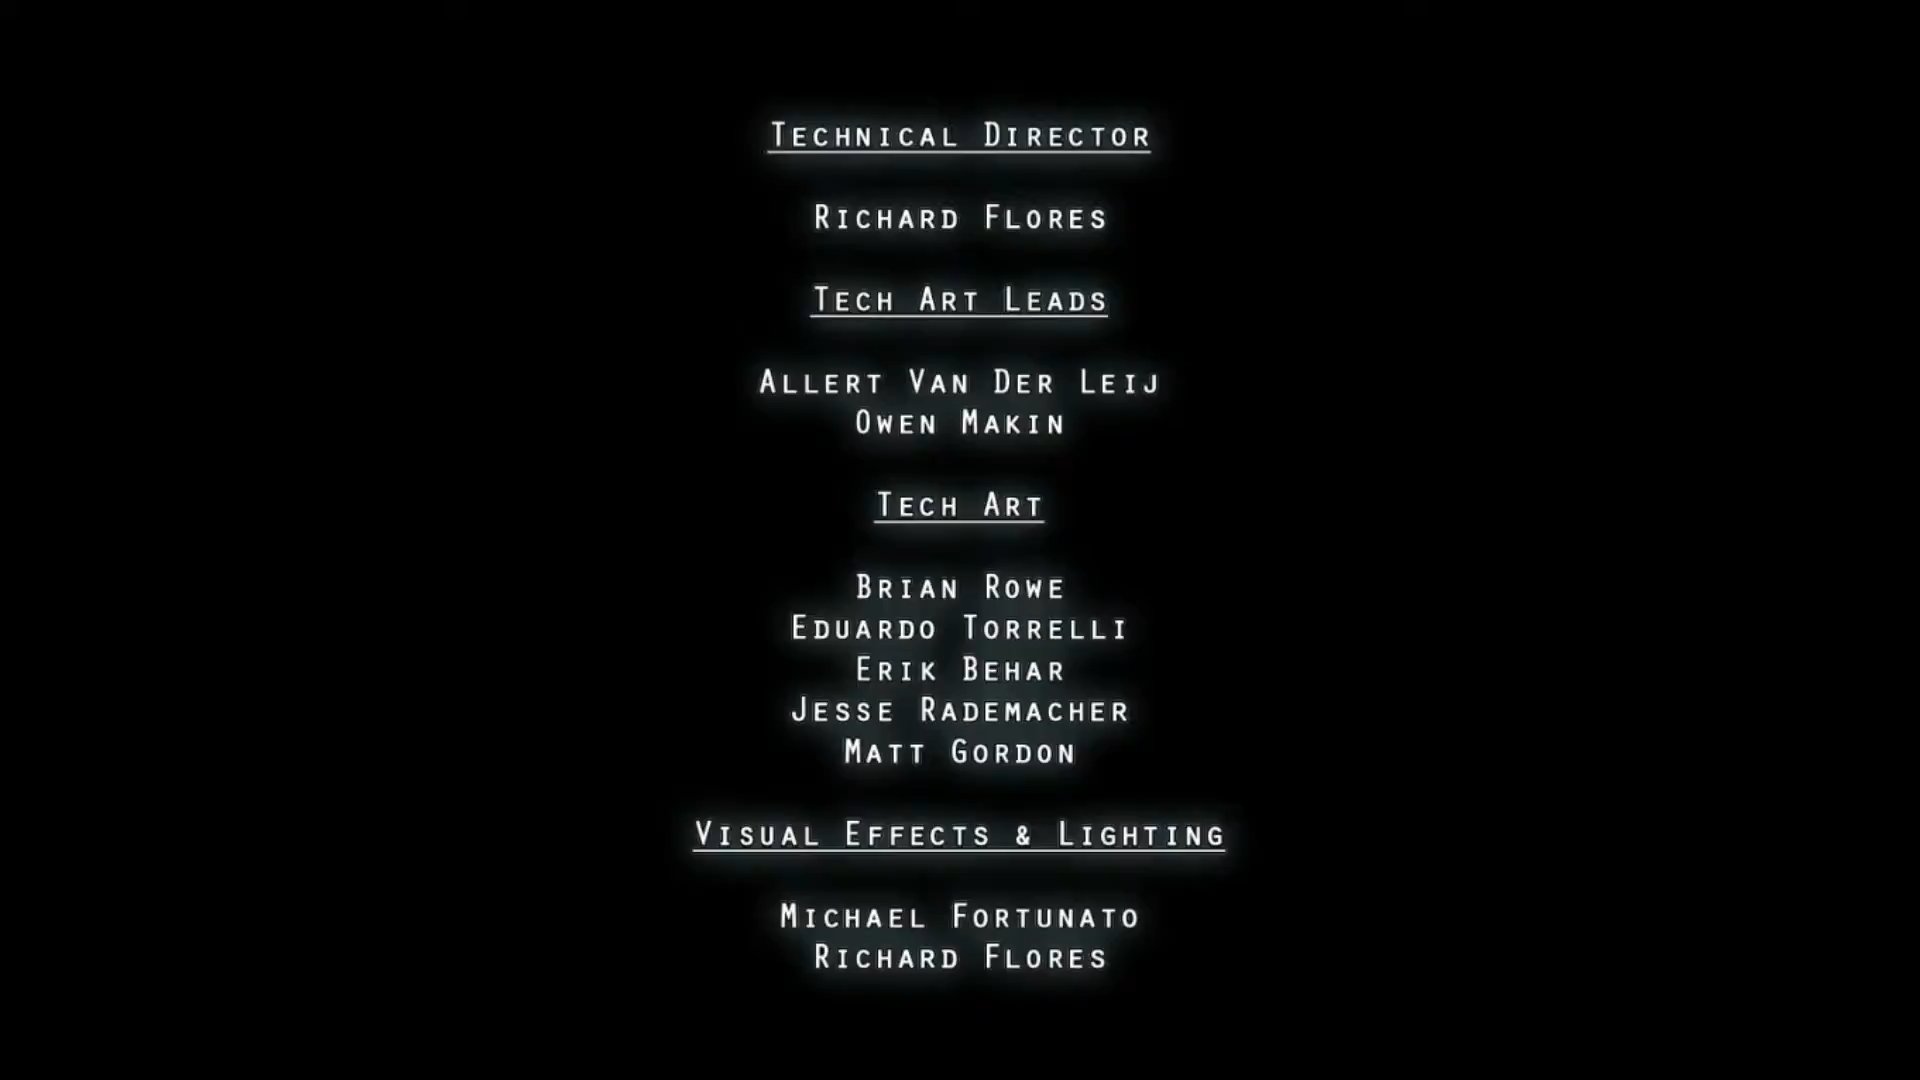 Technical Director
Richard Flores
Tech Art Leads
Allert Van Der Leij
Owen Makin
Tech Art
Brian Rowe
Eduardo Torrelli
Erik Behar
Jesse Rademacher
Matt Gordon
Visual Effects & Lighting
Michael Fortunato
Richard Flores